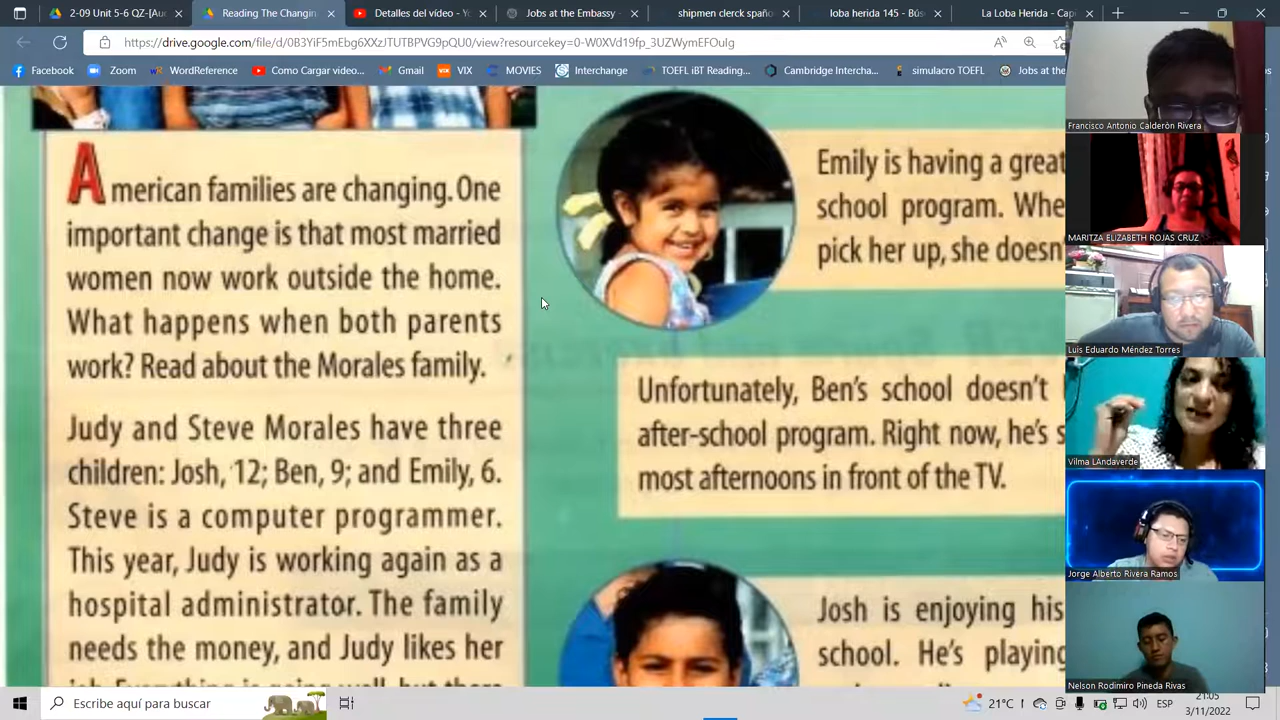 2-09 Unit 5-6 QZ-[Auc
Reading The Changin
Detalles del vídeo - Yo
Jobs at the Embassy -
shipmen clerck spaño
loba herida 145 - Bús
La Loba Herida - Cap
https://drive.google.com/file/d/0B3YiF5mEbg6XXzJTUTBPVG9pQU0/view?resourcekey=0-W0XVd19fp_3UZWymEFOuIg
Facebook
Zoom
WordReference
Como Cargar video...
Gmail
VIX
MOVIES
Interchange
TOEFL iBT Reading...
Cambridge Intercha...
simulacro TOEFL
Jobs at the
American families are changing. One
important change is that most married
women now work outside the home.
What happens when both parents
work? Read about the Morales family.
Judy and Steve Morales have three
children: Josh, 12; Ben, 9; and Emily, 6.
Steve is a computer programmer.
This year, Judy is working again as a
hospital administrator. The family
needs the money, and Judy likes her
Emily is having a great
school program. Whe
pick her up, she doesn'
Unfortunately, Ben's school doesn't
after-school program. Right now, he's s
most afternoons in front of the TV.
Josh is enjoying his
school. He's playing
Francisco Antonio Calderòn Rivera
MARITZA ELIZABETH ROJAS CRUZ
Luis Eduardo Méndez Torres
Vilma LAndaverde
Jorge Alberto Rivera Ramos
Nelson Rodimiro Pineda Rivas
Escribe aquí para buscar
21°C
ESP
21:05
3/11/2022